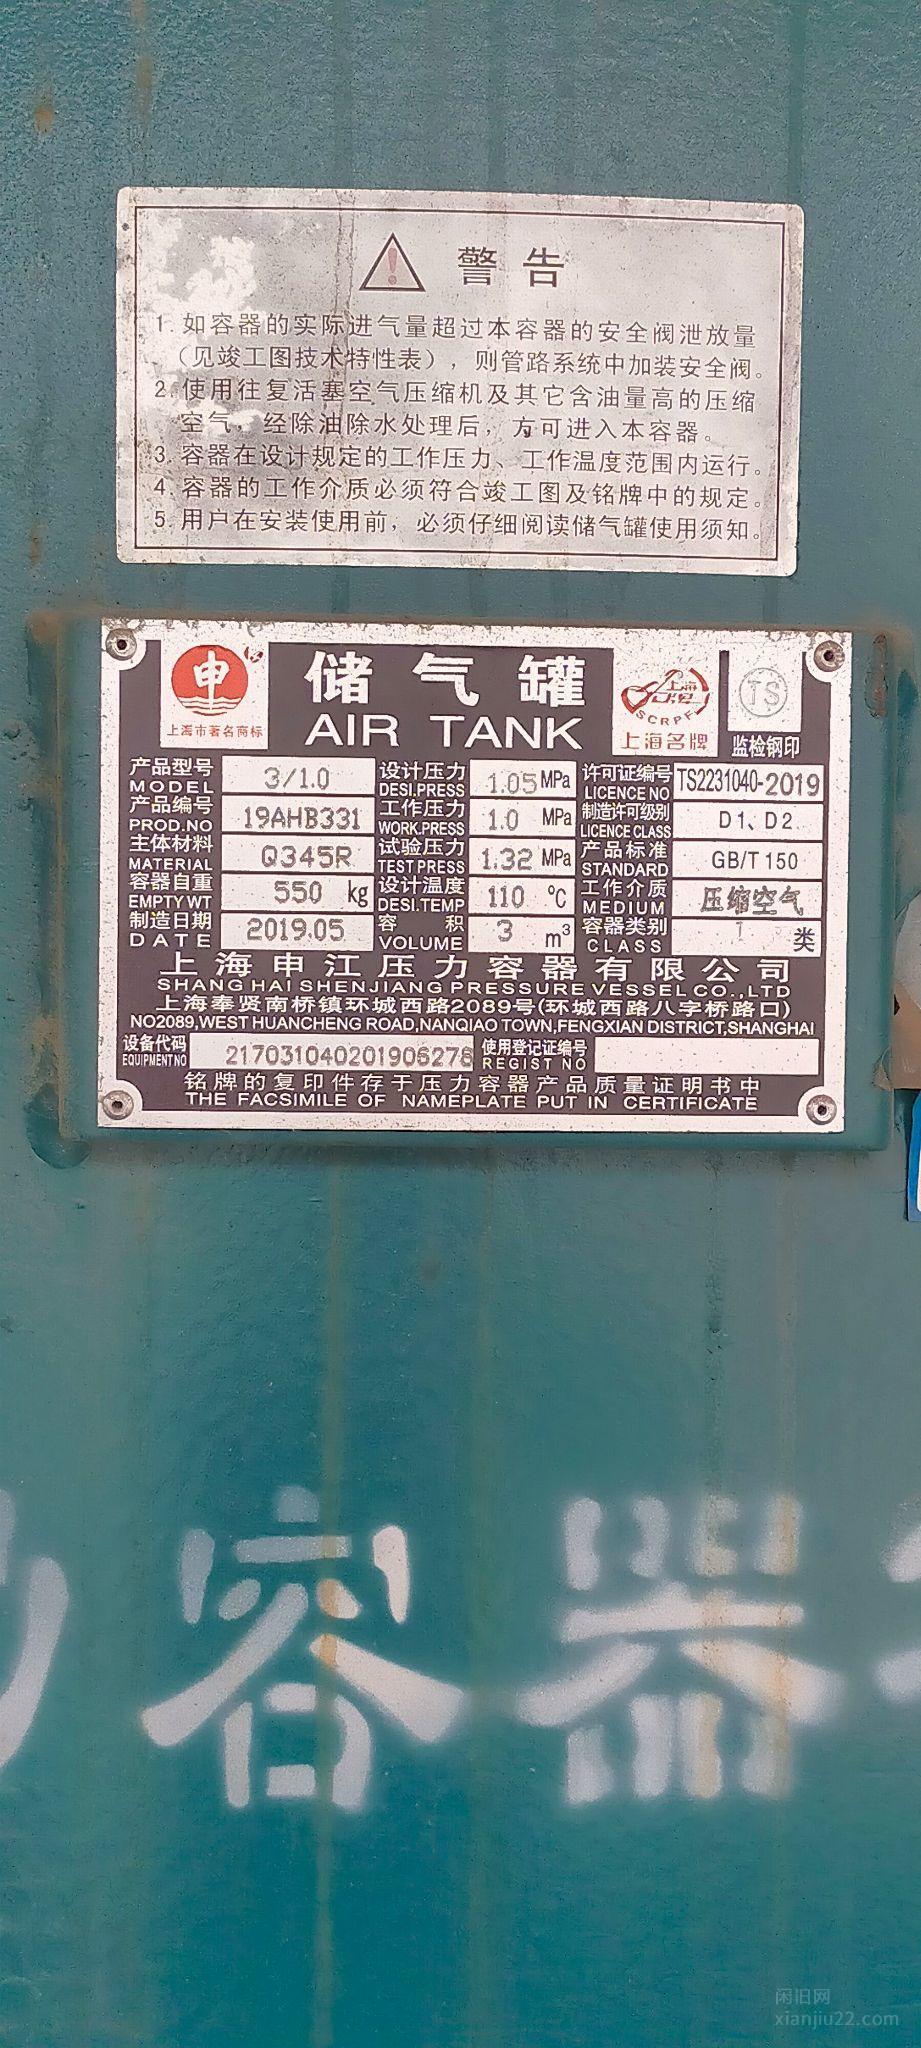 警告
1. 如容器的实际进气量超过本容器的安全阀泄放量
(见竣工图技术特性表)，则管路系统中加装安全阀。
2. 使用往复活塞空气压缩机及其它含油量高的压缩
空气，经除油除水处理后，方可进入本容器。
3. 容器在设计规定的工作压力、工作温度范围内运行。
4. 容器的工作介质必须符合竣工图及铭牌中的规定。
5. 用户在安装使用前，必须仔细阅读储气罐使用须知。
申
上海市著名商标
储气罐
AIR TANK
上海名牌
SCRPF
上海名牌
TS
监检钢印
产品型号 3/1.0 设计压力 1.05 MPa 许可证编号 TS2231040-2019
MODEL DESI.PRESS LICENCE NO
产品编号 19AHB331 工作压力 1.0 MPa 制造许可级别 D1、D2
PROD.NO WORK.PRESS LICENCE CLASS
主体材料 Q345R 试验压力 1.32 MPa 产品标准 GB/T 150
MATERIAL TEST.PRESS STANDARD
容器自重 550 kg 设计温度 110 ℃ 工作介质 压缩空气
EMPTY WT DESI.TEMP MEDIUM
制造日期 2019.05 容积 3 m³ 容器类别 I 类
DATE VOLUME CLASS
上海申江压力容器有限公司
SHANG HAI SHENJIANG PRESSURE VESSEL CO.,LTD
上海奉贤南桥镇环城西路2089号(环城西路八字桥路口)
NO2089,WEST HUANCHENG ROAD,NANQIAO TOWN,FENGXIAN DISTRICT,SHANGHAI
设备代码 217031040201905278 使用登记证编号
EQUIPMENT NO REGIST NO
铭牌的复印件存于压力容器产品质量证明书中
THE FACSIMILE OF NAMEPLATE PUT IN CERTIFICATE
容器
闲旧网
xianjiu22.com